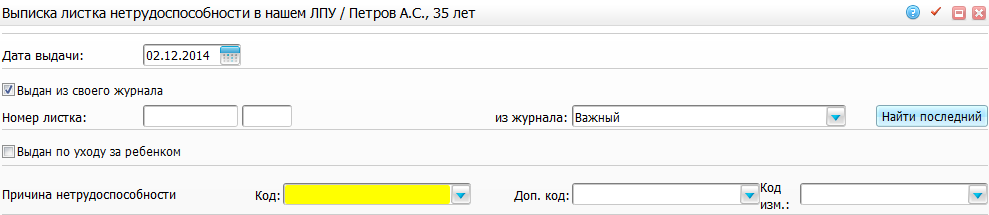 Выписка листка нетрудоспособности в нашем ЛПУ / Петров А.С., 35 лет
Дата выдачи: 02.12.2014
Выдан из своего журнала
Номер листка: из журнала: Важный Найти последний
Выдан по уходу за ребенком
Причина нетрудоспособности Код: Доп. код: Код изм.: